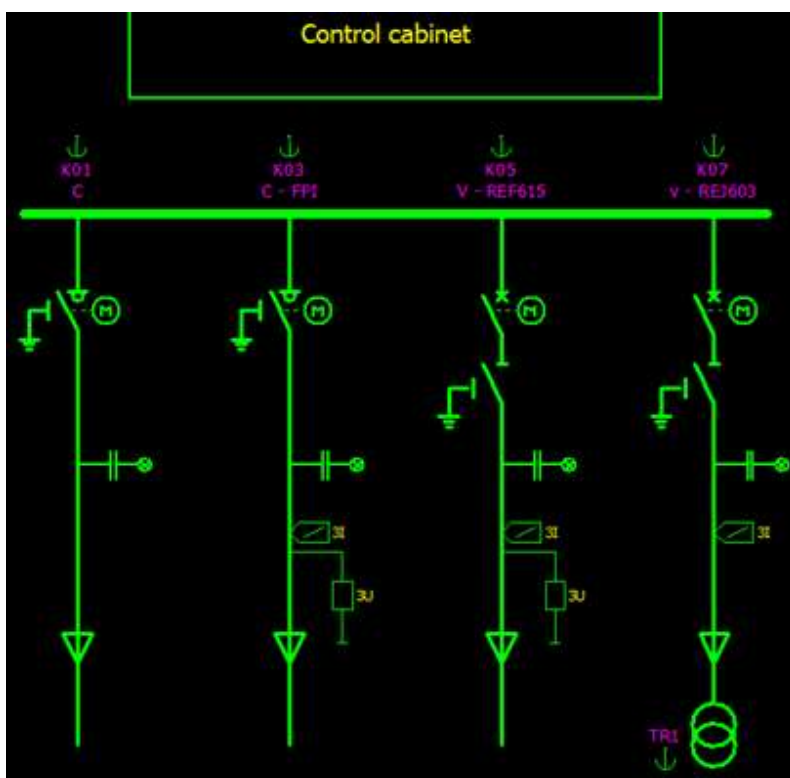 Control cabinet
K01
C
K03
C - FPI
K05
V - REF615
K07
v - REJ603
M
M
M
M
3I
3I
3I
3U
3U
TR1